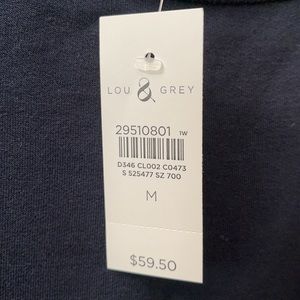 LOU & GREY
29510801 1W
D346 CL002 C0473
S 525477 SZ 700
M
$59.50